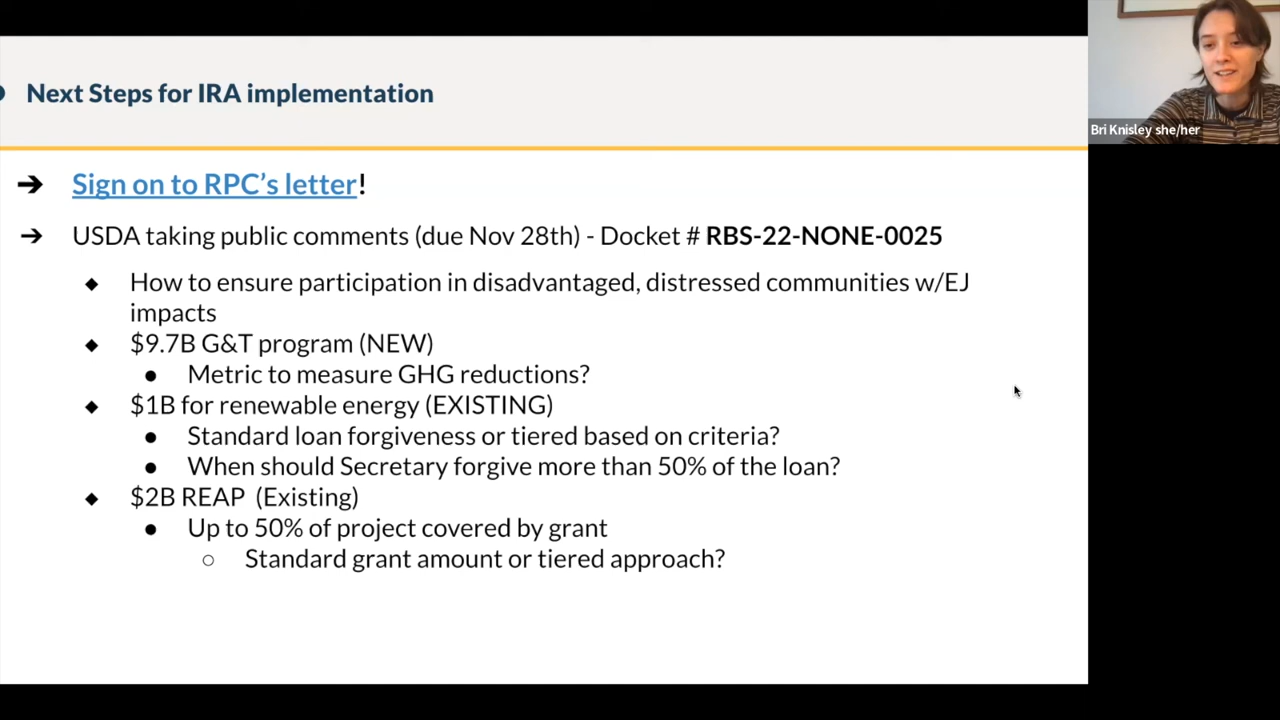 Next Steps for IRA implementation
Bri Knisley she/her
➔ Sign on to RPC's letter!
➔ USDA taking public comments (due Nov 28th) - Docket # RBS-22-NONE-0025
◆ How to ensure participation in disadvantaged, distressed communities w/EJ
impacts
◆ $9.7B G&T program (NEW)
● Metric to measure GHG reductions?
◆ $1B for renewable energy (EXISTING)
● Standard loan forgiveness or tiered based on criteria?
● When should Secretary forgive more than 50% of the loan?
◆ $2B REAP (Existing)
● Up to 50% of project covered by grant
○ Standard grant amount or tiered approach?